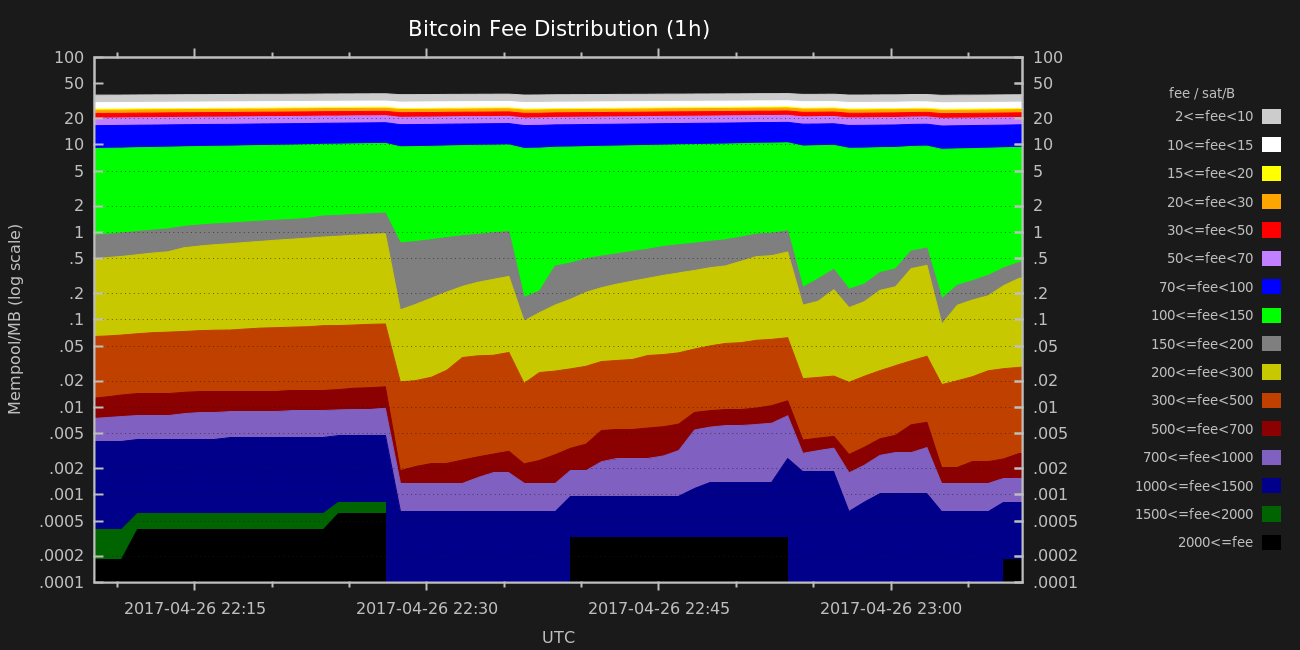 Bitcoin Fee Distribution (1h)
Mempool/MB (log scale)
100
50
20
10
5
2
1
.5
.2
.1
.05
.02
.01
.005
.002
.001
.0005
.0002
.0001
100
50
20
10
5
2
1
.5
.2
.1
.05
.02
.01
.005
.002
.001
.0005
.0002
.0001
2017-04-26 22:15 2017-04-26 22:30 2017-04-26 22:45 2017-04-26 23:00
UTC
fee / sat/B
2<=fee<10
10<=fee<15
15<=fee<20
20<=fee<30
30<=fee<50
50<=fee<70
70<=fee<100
100<=fee<150
150<=fee<200
200<=fee<300
300<=fee<500
500<=fee<700
700<=fee<1000
1000<=fee<1500
1500<=fee<2000
2000<=fee